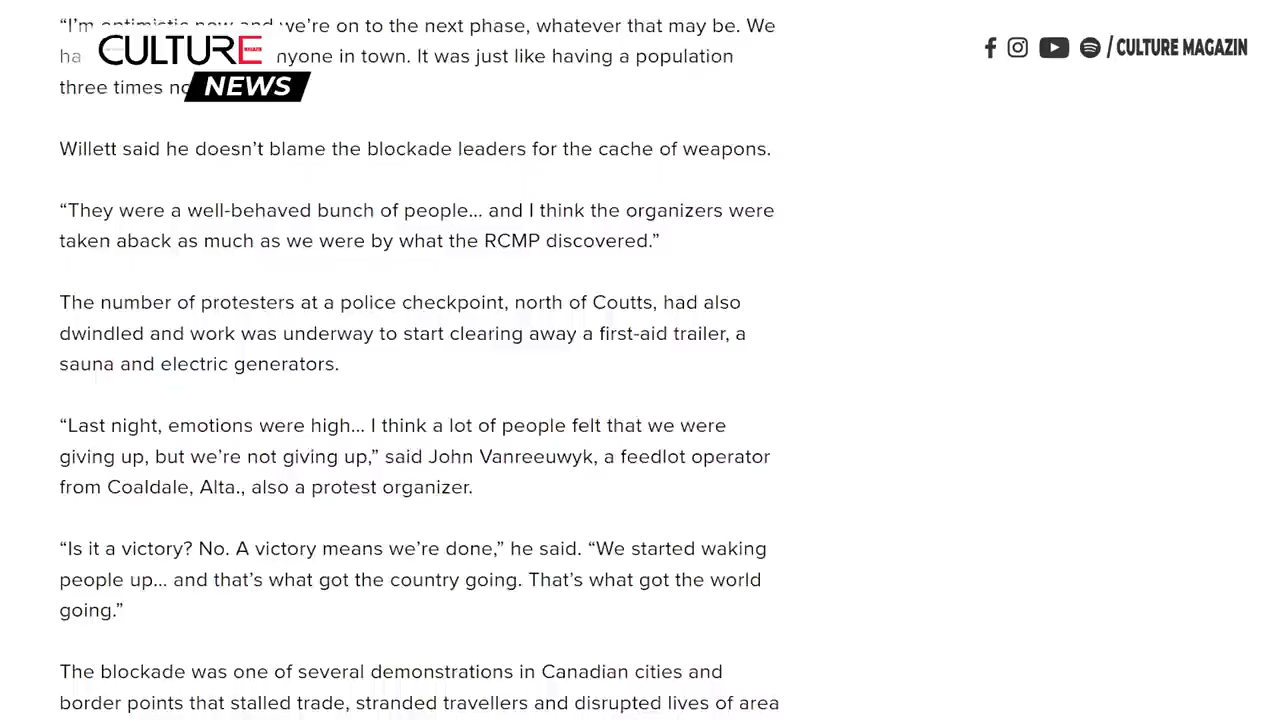 “I’m optimistic now and we’re on to the next phase, whatever that may be. We
ha nyone in town. It was just like having a population
three times no
CULTURE
NEWS
/ CULTURE MAGAZIN
Willett said he doesn’t blame the blockade leaders for the cache of weapons.
“They were a well-behaved bunch of people... and I think the organizers were
taken aback as much as we were by what the RCMP discovered.”
The number of protesters at a police checkpoint, north of Coutts, had also
dwindled and work was underway to start clearing away a first-aid trailer, a
sauna and electric generators.
“Last night, emotions were high... I think a lot of people felt that we were
giving up, but we’re not giving up,” said John Vanreeuwyk, a feedlot operator
from Coaldale, Alta., also a protest organizer.
“Is it a victory? No. A victory means we’re done,” he said. “We started waking
people up... and that’s what got the country going. That’s what got the world
going.”
The blockade was one of several demonstrations in Canadian cities and
border points that stalled trade, stranded travellers and disrupted lives of area